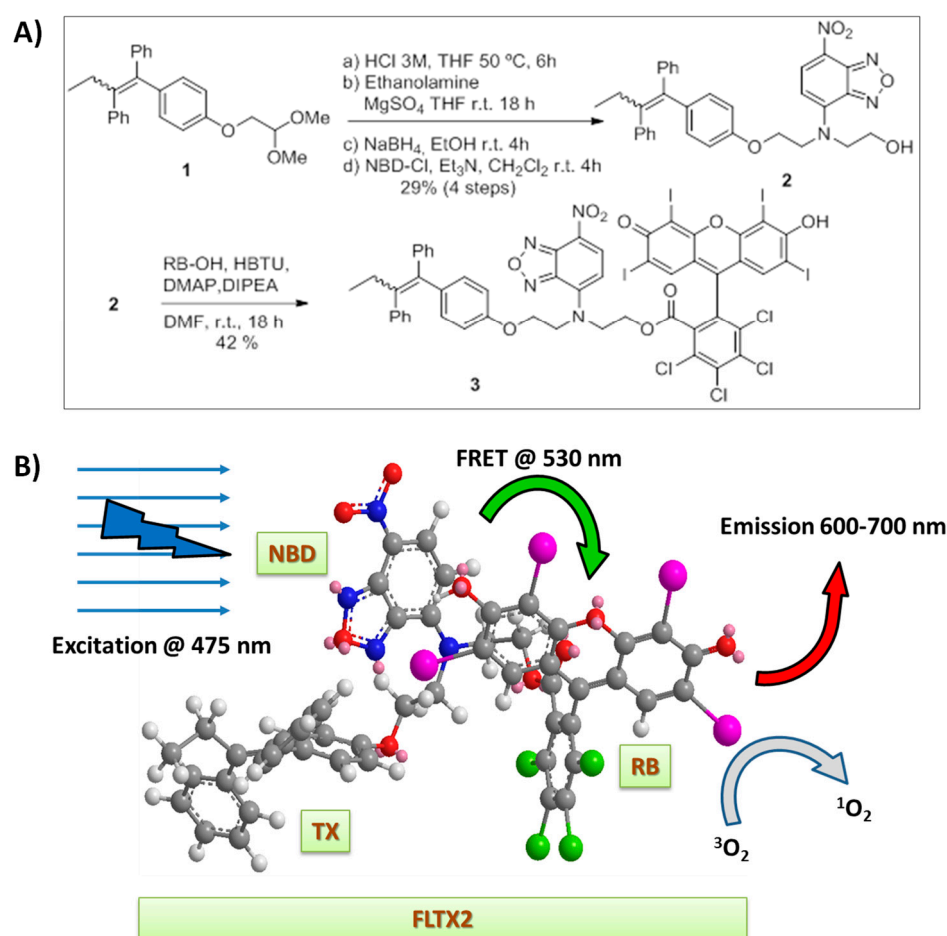 A)
Ph
Ph
O
OMe
OMe
1
a) HCl 3M, THF 50 ºC, 6h
b) Ethanolamine
MgSO4 THF r.t. 18 h
c) NaBH4, EtOH r.t. 4h
d) NBD-Cl, Et3N, CH2Cl2 r.t. 4h
29% (4 steps)
NO2
N
O
N
Ph
Ph
O
N
OH
2
2
RB-OH, HBTU,
DMAP,DIPEA
DMF, r.t., 18 h
42 %
NO2
N
O
N
Ph
Ph
O
N
O
O
I
I
O
O
OH
I
I
Cl
Cl
Cl
Cl
3
B)
FRET @ 530 nm
Emission 600-700 nm
NBD
Excitation @ 475 nm
RB
TX
1O2
3O2
FLTX2